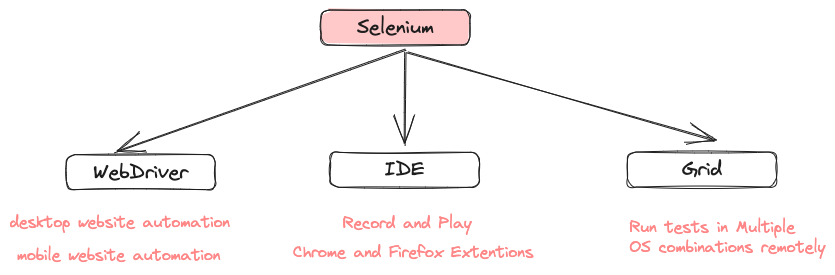 Selenium
WebDriver
IDE
Grid
desktop website automation
mobile website automation
Record and Play
Chrome and Firefox Extentions
Run tests in Multiple
OS combinations remotely